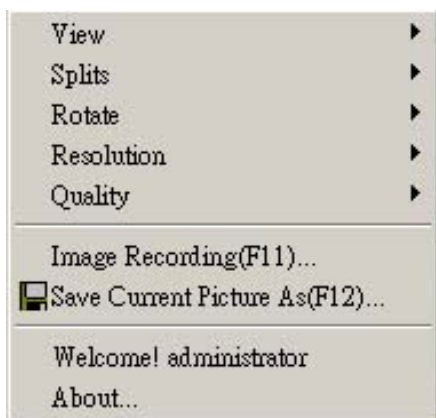 View
Splits
Rotate
Resolution
Quality
Image Recording(F11)...
Save Current Picture As(F12)...
Welcome! administrator
About...